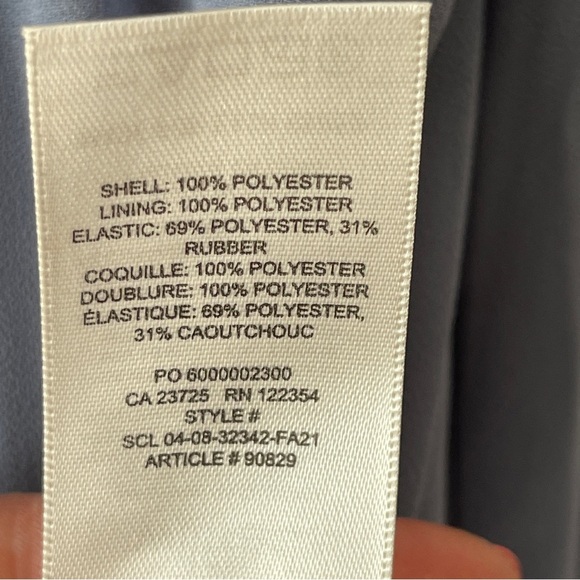 SHELL: 100% POLYESTER
LINING: 100% POLYESTER
ELASTIC: 69% POLYESTER, 31%
RUBBER
COQUILLE: 100% POLYESTER
DOUBLURE: 100% POLYESTER
ÉLASTIQUE: 69% POLYESTER,
31% CAOUTCHOUC
PO 6000002300
CA 23725 RN 122354
STYLE #
SCL 04-08-32342-FA21
ARTICLE # 90829